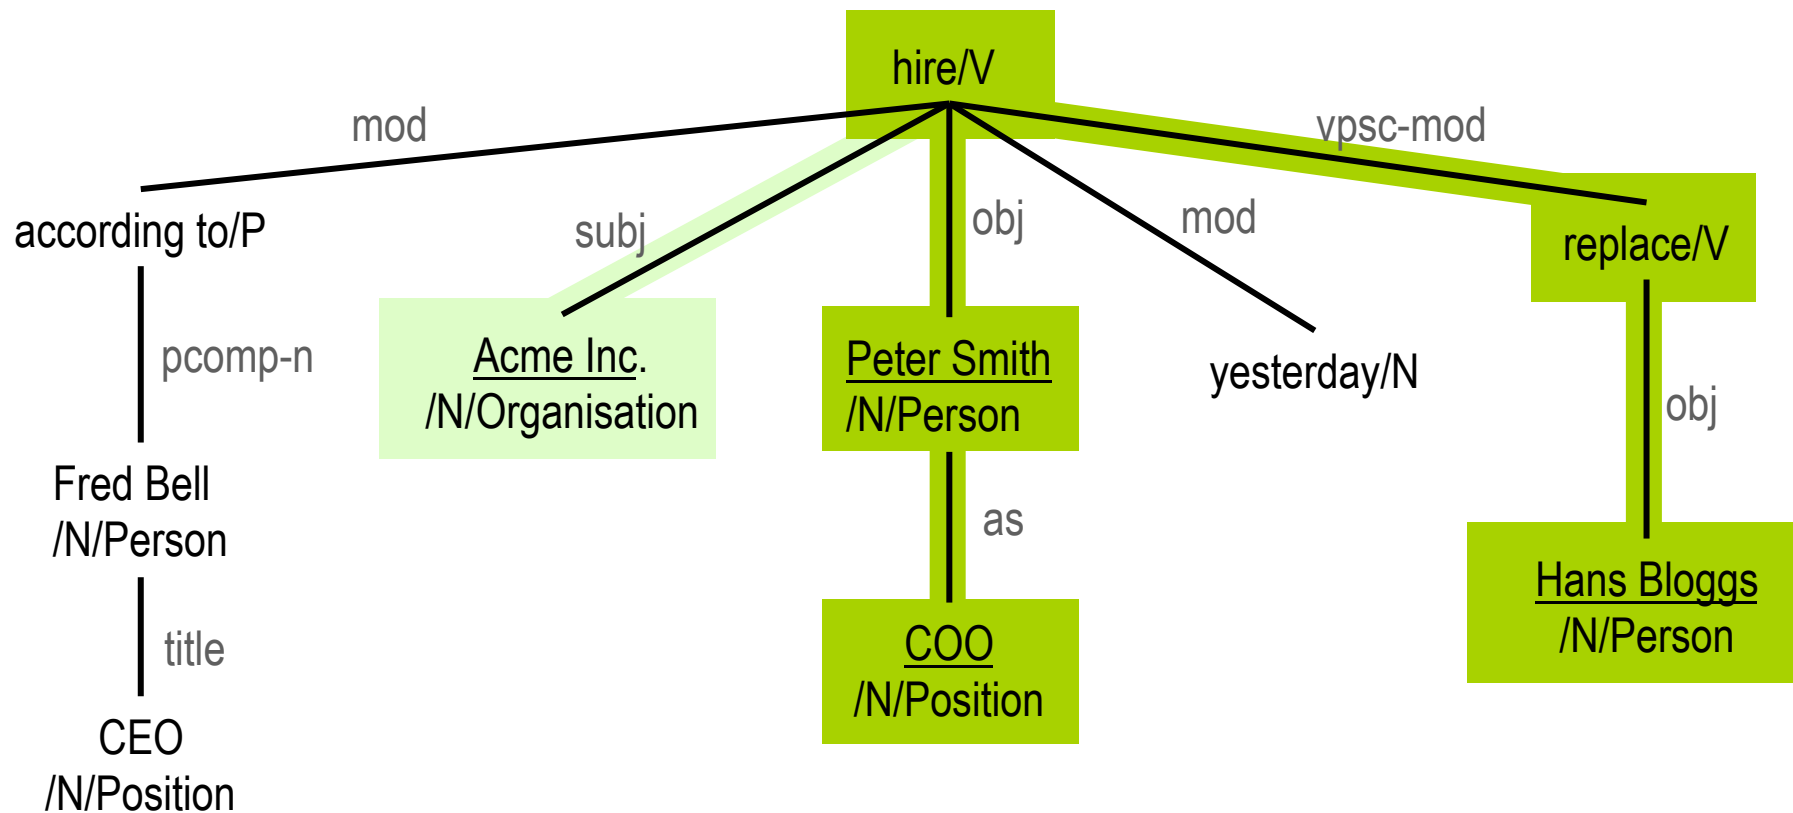 hire/V
mod
vpsc-mod
according to/P
subj
obj
mod
replace/V
pcomp-n
Acme Inc.
/N/Organisation
Peter Smith
/N/Person
yesterday/N
obj
Fred Bell
/N/Person
as
Hans Bloggs
/N/Person
title
COO
/N/Position
CEO
/N/Position